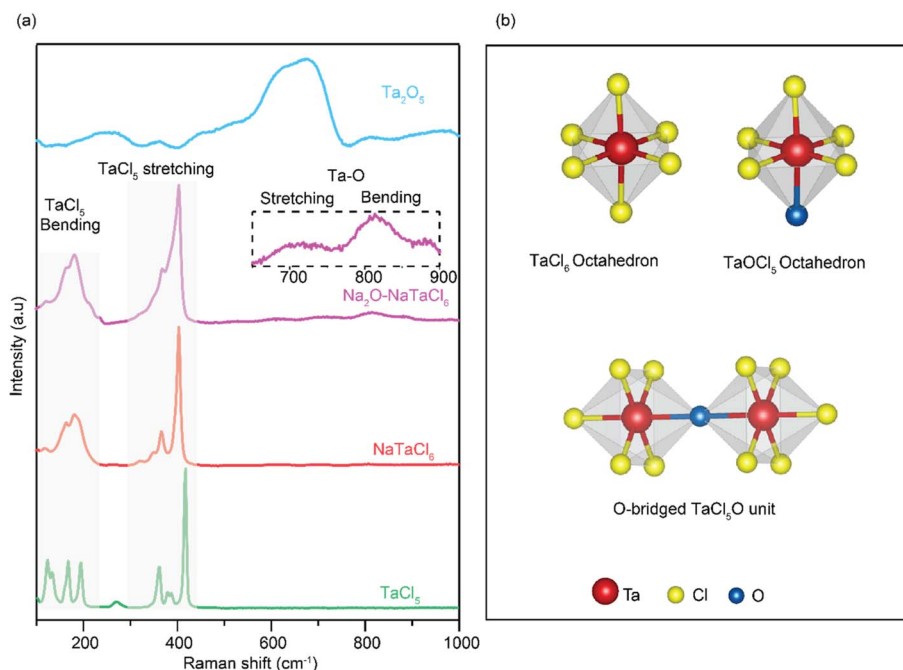 (a)
Ta₂O₅
TaCl₅ stretching
TaCl₅
Bending
Ta-O
Stretching Bending
700 800 900
Na₂O-NaTaCl₆
NaTaCl₆
TaCl₅
Intensity (a.u)
200 400 600 800 1000
Raman shift (cm⁻¹)
(b)
TaCl₆ Octahedron
TaOCl₅ Octahedron
O-bridged TaCl₅O unit
Ta Cl O